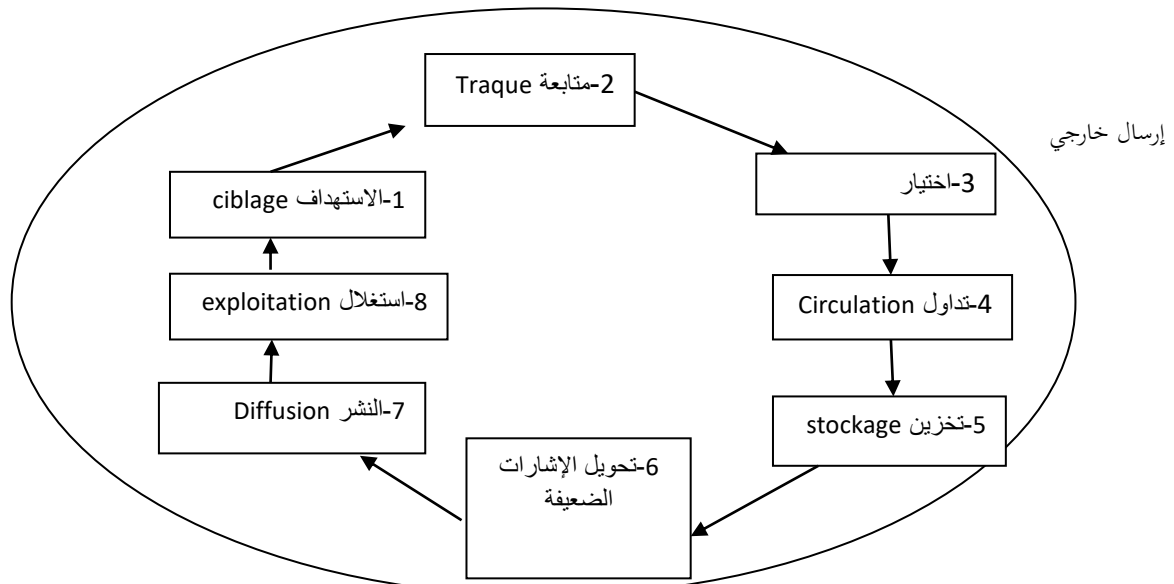 2-متابعة Traque
إرسال خارجي
3-اختيار
1-الاستهداف ciblage
4-تداول Circulation
8-استغلال exploitation
7-النشر Diffusion
5-تخزين stockage
6-تحويل الإشارات
الضعيفة